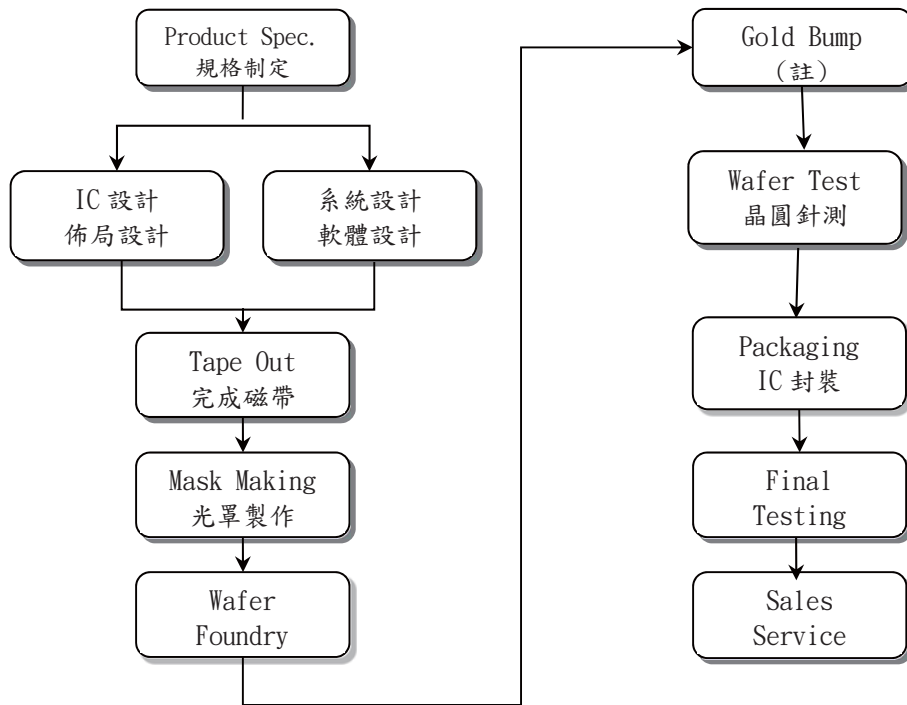 Product Spec.
規格制定
IC 設計
佈局設計
系統設計
軟體設計
Tape Out
完成磁帶
Mask Making
光罩製作
Wafer
Foundry
Gold Bump
(註)
Wafer Test
晶圓針測
Packaging
IC 封裝
Final
Testing
Sales
Service